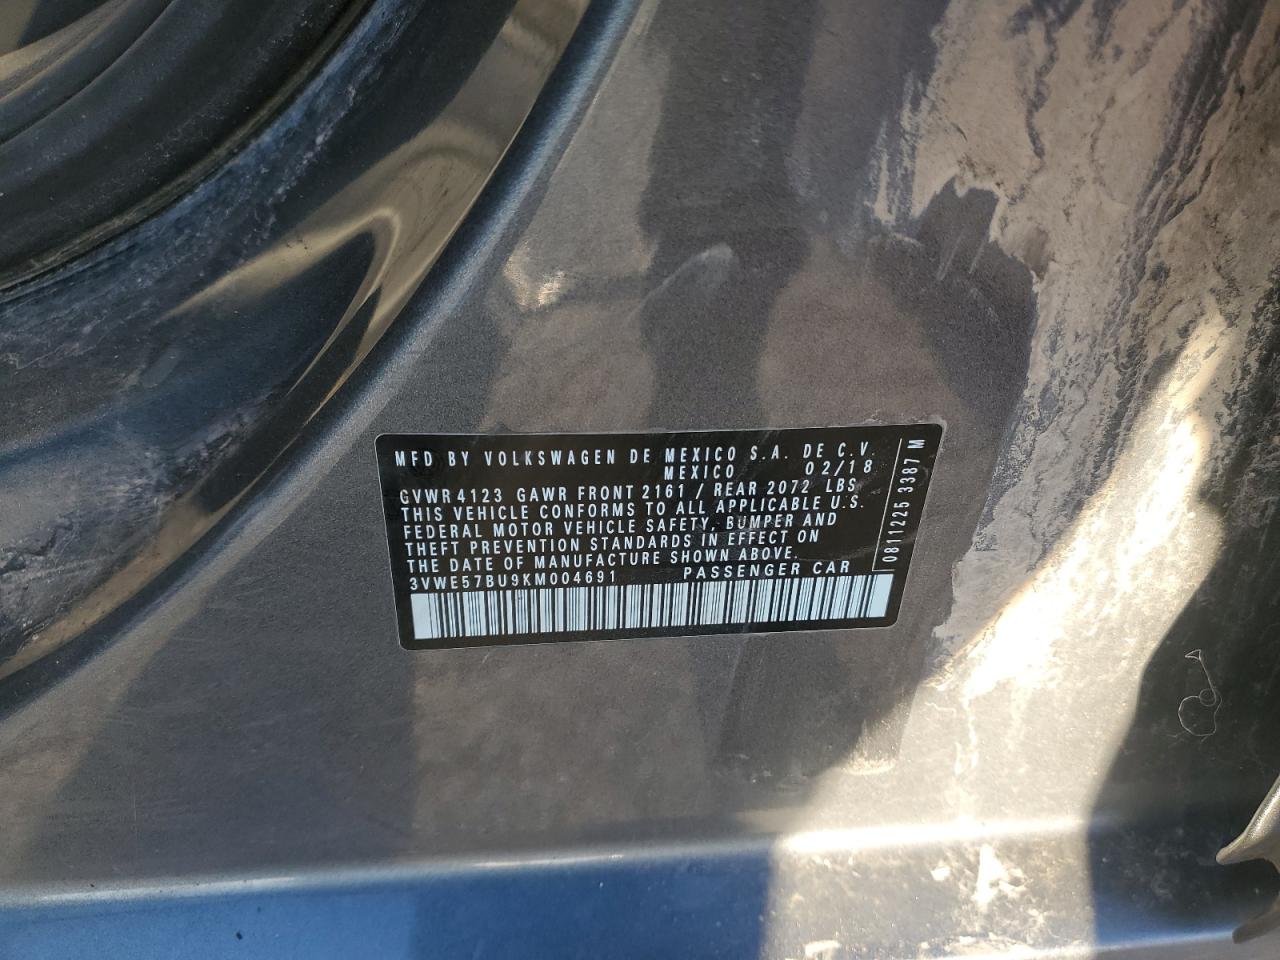 MFD BY VOLKSWAGEN DE MEXICO S.A. DE C.V.
MEXICO 02/18
GVWR 4123 GAWR FRONT 2161 / REAR 2072 LBS
THIS VEHICLE CONFORMS TO ALL APPLICABLE U.S.
FEDERAL MOTOR VEHICLE SAFETY, BUMPER AND
THEFT PREVENTION STANDARDS IN EFFECT ON
THE DATE OF MANUFACTURE SHOWN ABOVE.
3VWE57BU9KM004691 PASSENGER CAR
0811226 3387 M